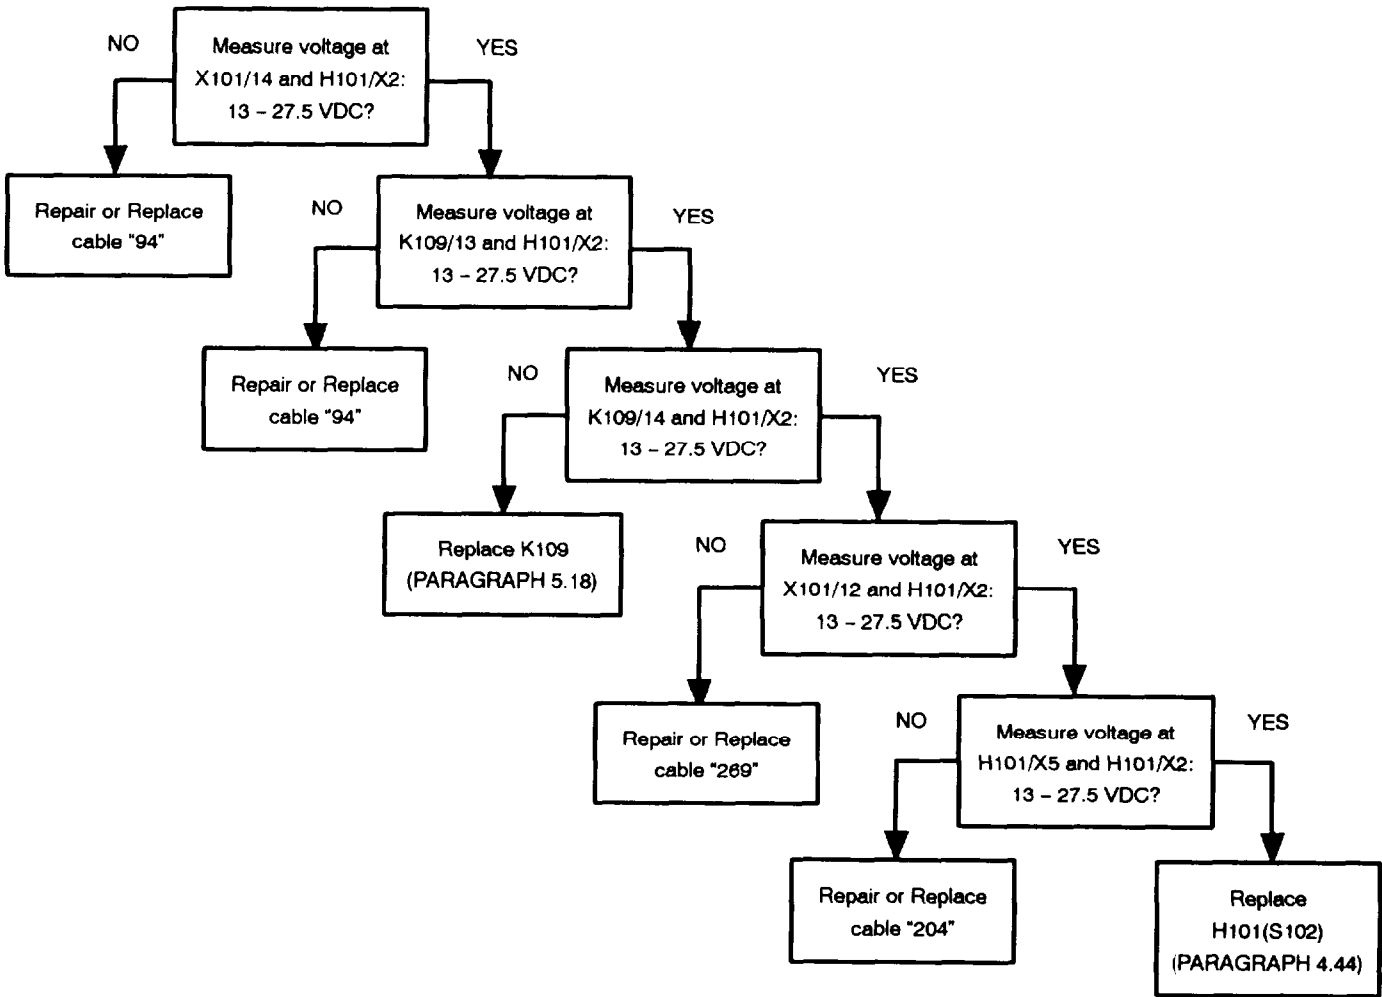 NO
Measure voltage at
X101/14 and H101/X2:
13 – 27.5 VDC?
YES
Repair or Replace
cable "94"
NO
Measure voltage at
K109/13 and H101/X2:
13 – 27.5 VDC?
YES
Repair or Replace
cable "94"
NO
Measure voltage at
K109/14 and H101/X2:
13 – 27.5 VDC?
YES
Replace K109
(PARAGRAPH 5.18)
NO
Measure voltage at
X101/12 and H101/X2:
13 – 27.5 VDC?
YES
Repair or Replace
cable "269"
NO
Measure voltage at
H101/X5 and H101/X2:
13 – 27.5 VDC?
YES
Repair or Replace
cable "204"
Replace
H101(S102)
(PARAGRAPH 4.44)